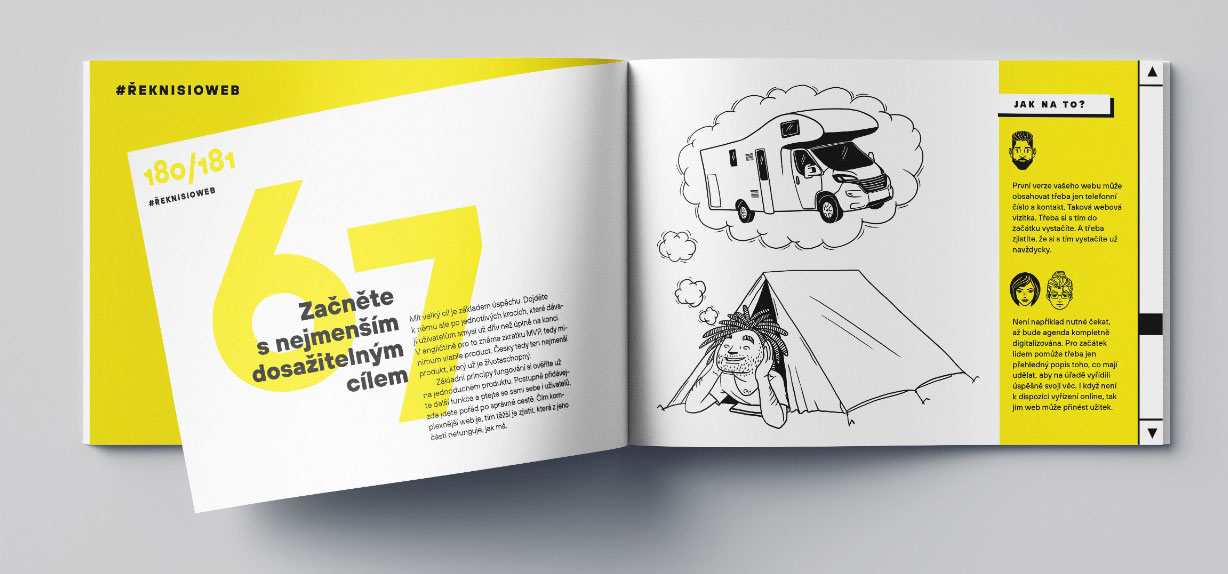 #ŘEKNISIOWEB
180/181
#ŘEKNISIOWEB
67
Začněte
s nejmenším
dosažitelným
cílem
Mít velký cíl je základem úspěchu. Dojděte
k němu ale po jednotlivých krocích, které dáva-
jí uživatelům smysl už dřív než úplně na konci.
V angličtině pro to známe zkratku MVP, tedy mi-
nimum viable product. Česky tedy ten nejmenší
produkt, který už je životaschopný.
Základní principy fungování si ověříte už
na jednoduchém produktu. Postupně přidávej-
te další funkce a ptejte se sami sebe i uživatelů,
zda jdete pořád po správné cestě. Čím kom-
plexnější web je, tím těžší je zjistit, která z jeho
částí nefunguje, jak má.
JAK NA TO?
První verze vašeho webu může
obsahovat třeba jen telefonní
číslo a kontakt. Taková webová
vizitka. Třeba si s tím do
začátku vystačíte. A třeba
zjistíte, že si s tím vystačíte už
navždycky.
Není například nutné čekat,
až bude agenda kompletně
digitalizována. Pro začátek
lidem pomůže třeba jen
přehledný popis toho, co mají
udělat, aby na úřadě vyřídili
úspěšně svoji věc. I když není
k dispozici vyřízení online, tak
jim web může přinést užitek.